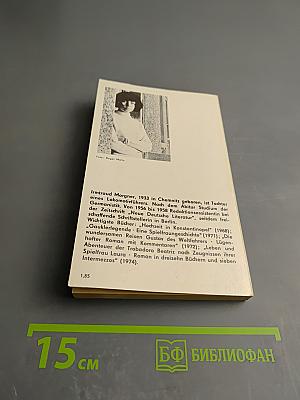 Foto: Roger Melis
Irmtraud Morgner, 1933 in Chemnitz geboren, ist Tochter
eines Lokomotivführers. Nach dem Abitur Studium der
Germanistik. Von 1956 bis 1958 Redaktionsassistentin bei
der Zeitschrift „Neue Deutsche Literatur“, seitdem frei-
schaffende Schriftstellerin in Berlin.
Wichtigste Bücher: „Hochzeit in Konstantinopel“ (1968);
„Gauklerlegende · Eine Spielfraungeschichte“ (1971); „Die
wundersamen Reisen Gustavs des Weltfahrers · Lügen-
hafter Roman mit Kommentaren“ (1972); „Leben und
Abenteuer der Trobadora Beatriz nach Zeugnissen ihrer
Spielfrau Laura · Roman in dreizehn Büchern und sieben
Intermezzos“ (1974).
1,85
15 СМ
БФ БИБЛИОФАН